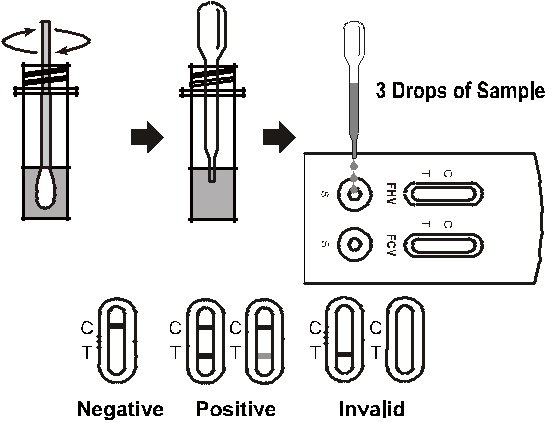 3 Drops of Sample
T C
S FHV
T C
S FCV
C T
C T
C T
C T
C T
Negative Positive Invalid